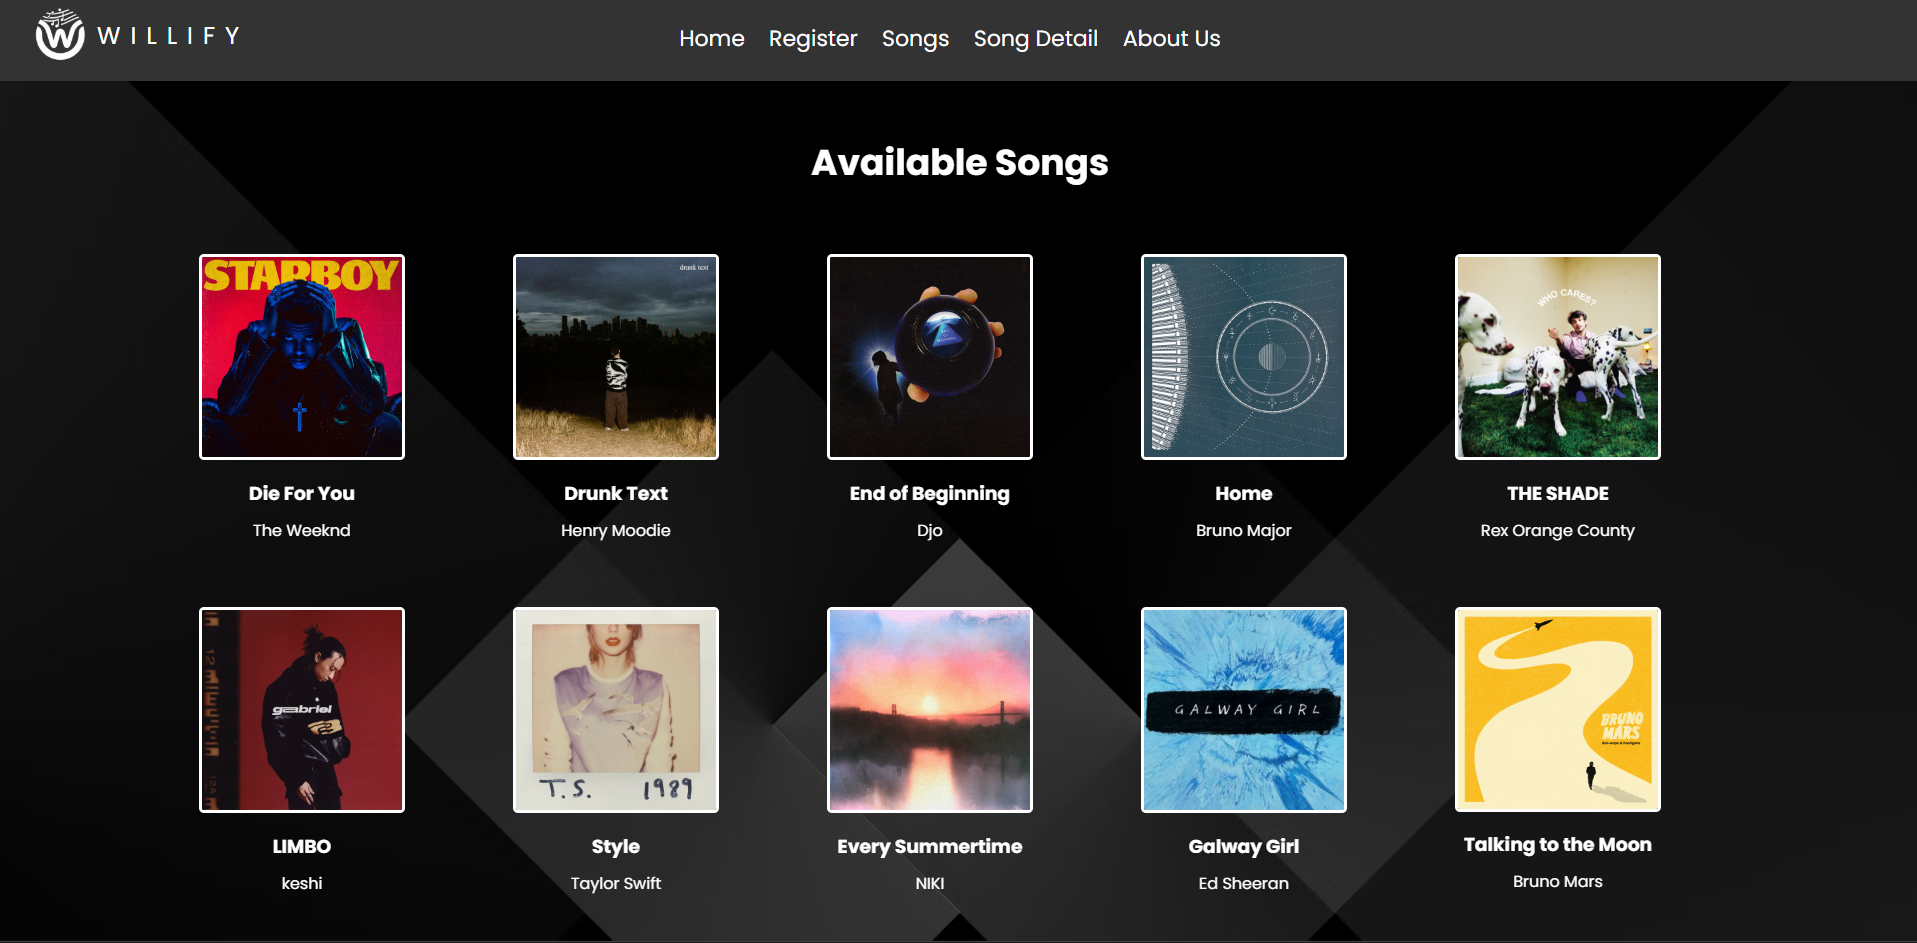 WILLIFY
Home Register Songs Song Detail About Us
Available Songs
STARBOY
drunk text
WHO CARES?
Die For You
Drunk Text
End of Beginning
Home
THE SHADE
The Weeknd
Henry Moodie
Djo
Bruno Major
Rex Orange County
gabriel
T.S. 1989
GALWAY GIRL
BRUNO
MARS
doo-wops & hooligans
LIMBO
Style
Every Summertime
Galway Girl
Talking to the Moon
keshi
Taylor Swift
NIKI
Ed Sheeran
Bruno Mars